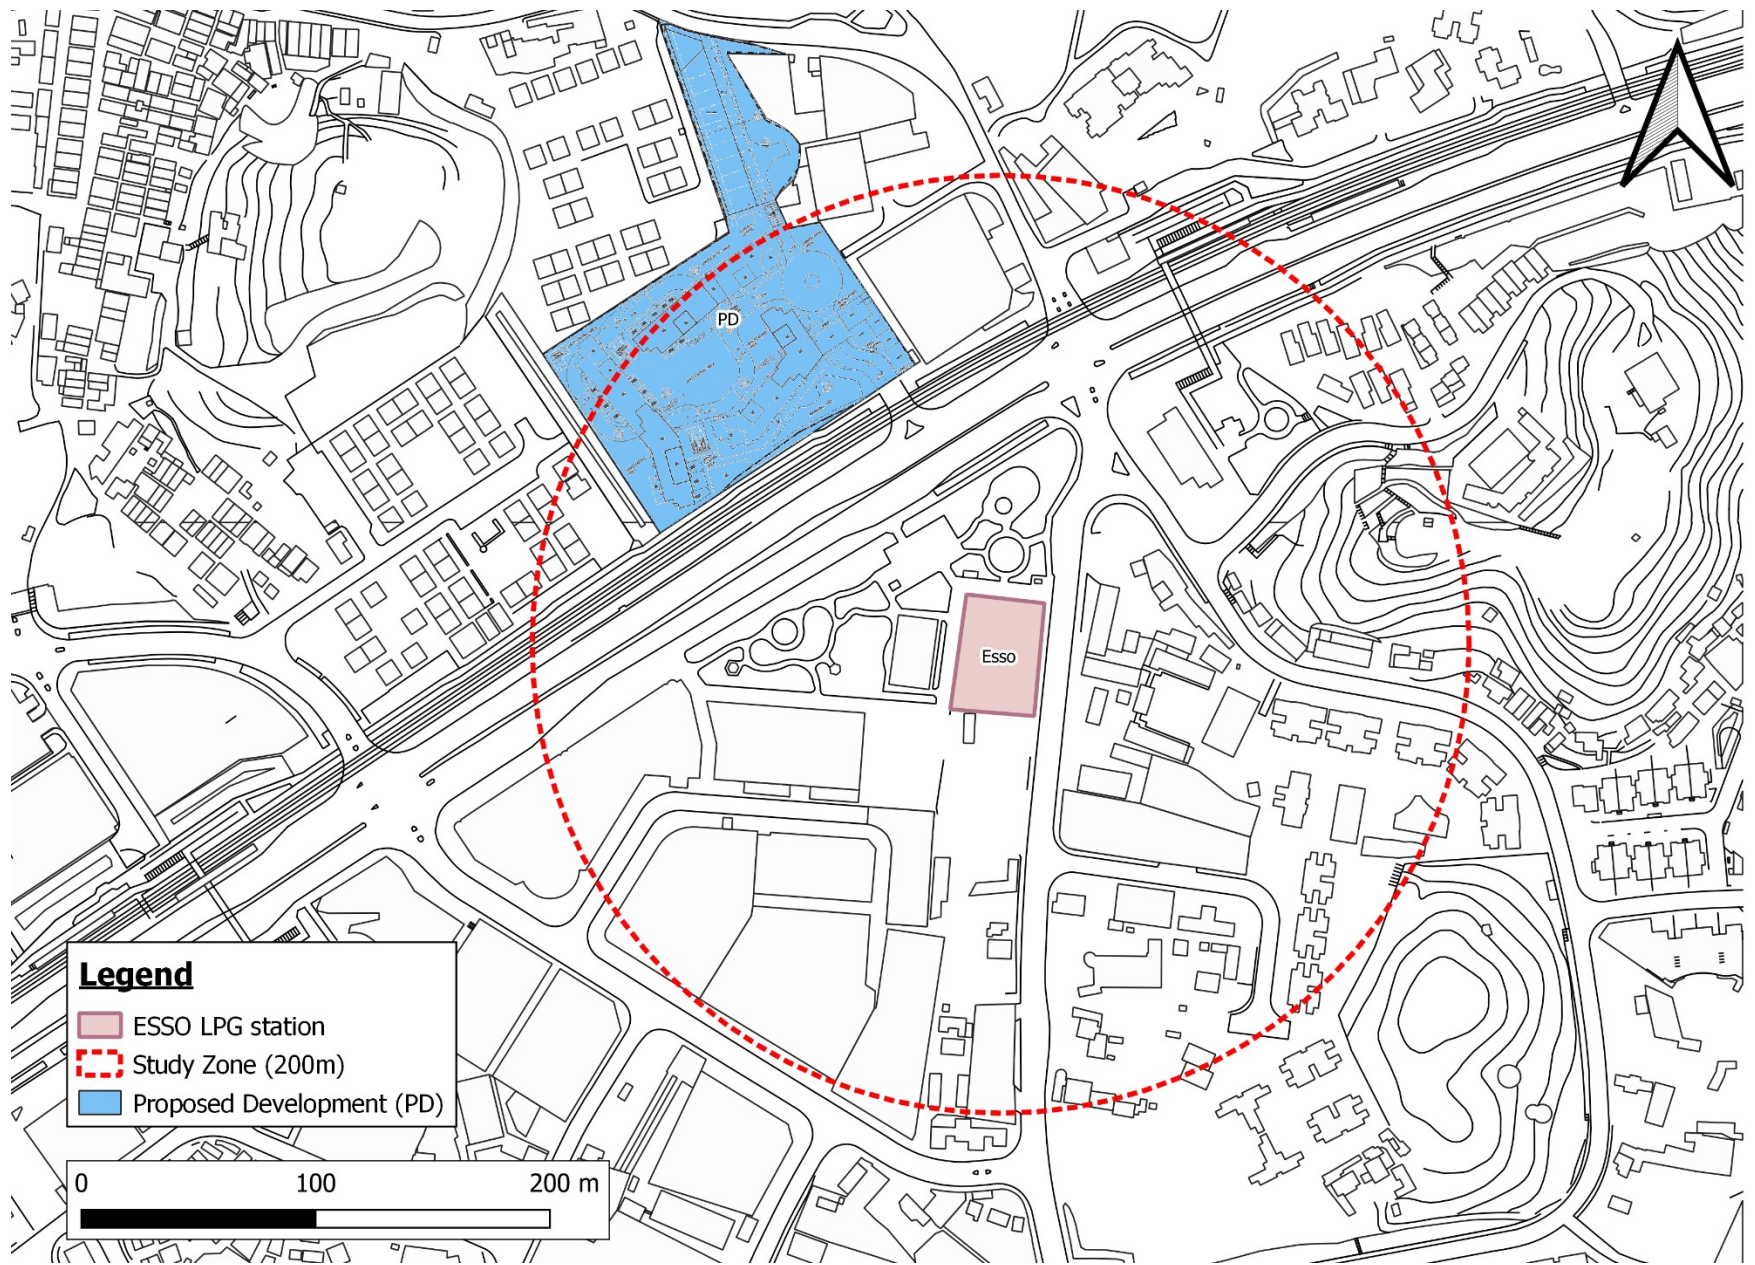 PD
Esso
Legend
ESSO LPG station
Study Zone (200m)
Proposed Development (PD)
0 100 200 m